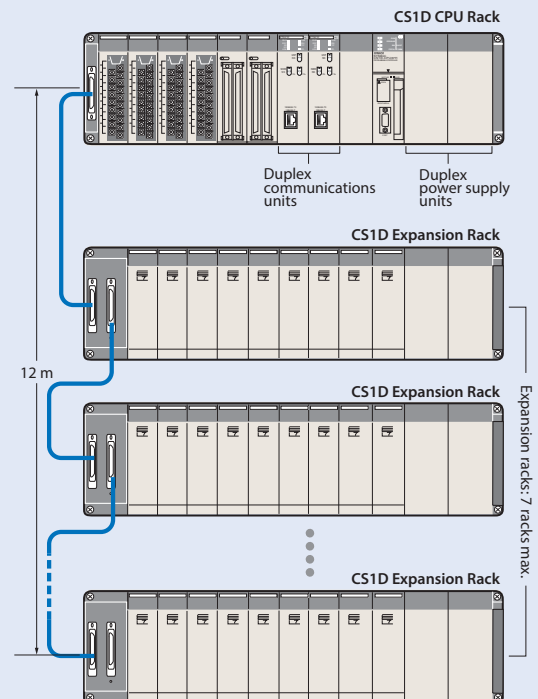 CS1D CPU Rack
Duplex
communications
units
Duplex
power supply
units
CS1D Expansion Rack
12 m
CS1D Expansion Rack
Expansion racks: 7 racks max.
CS1D Expansion Rack